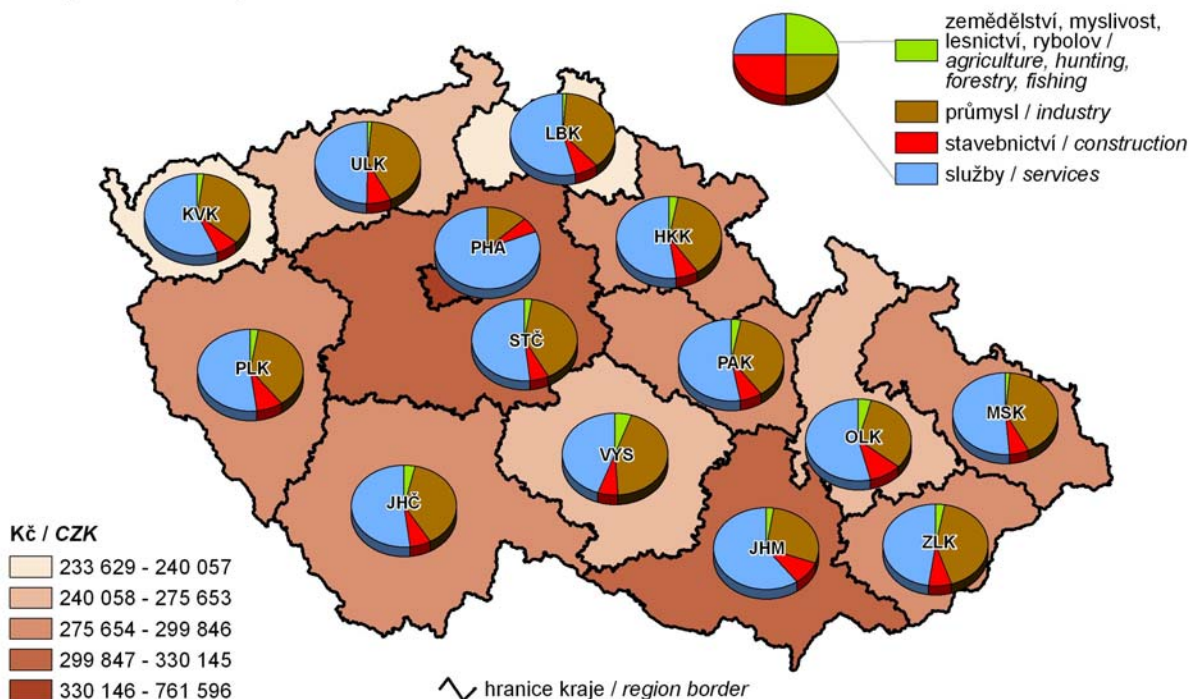 zemědělství, myslivost,
lesnictví, rybolov /
agriculture, hunting,
forestry, fishing
průmysl / industry
stavebnictví / construction
služby / services
LBK
ULK
KVK
PHA
HKK
STČ
PLK
PAK
MSK
OLK
VYS
JHČ
JHM
ZLK
Kč / CZK
233 629 - 240 057
240 058 - 275 653
275 654 - 299 846
299 847 - 330 145
330 146 - 761 596
hranice kraje / region border